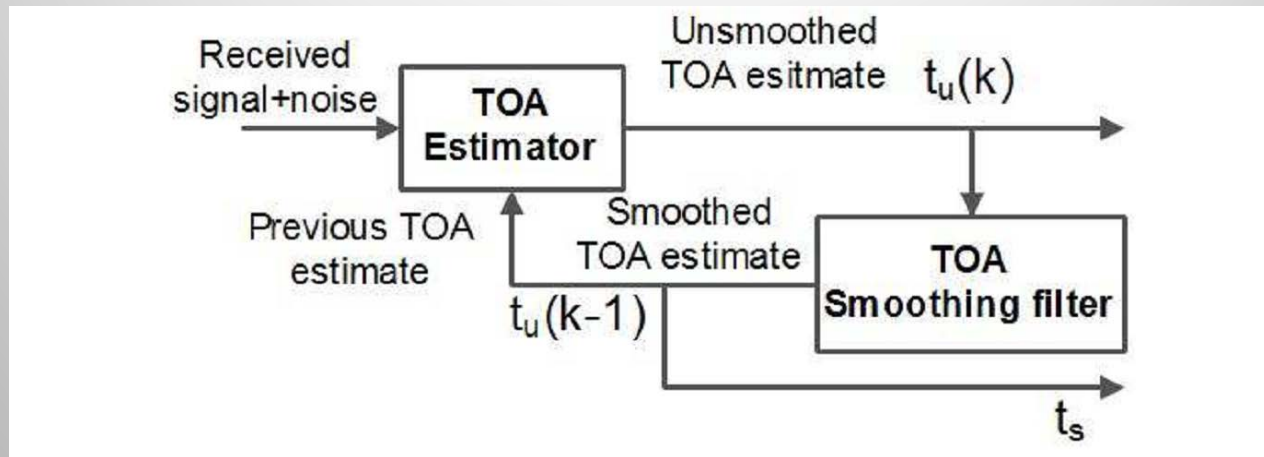 Received
signal+noise
TOA
Estimator
Unsmoothed
TOA esitmate
tᵤ(k)
Previous TOA
estimate
Smoothed
TOA estimate
tᵤ(k-1)
TOA
Smoothing filter
tₛ